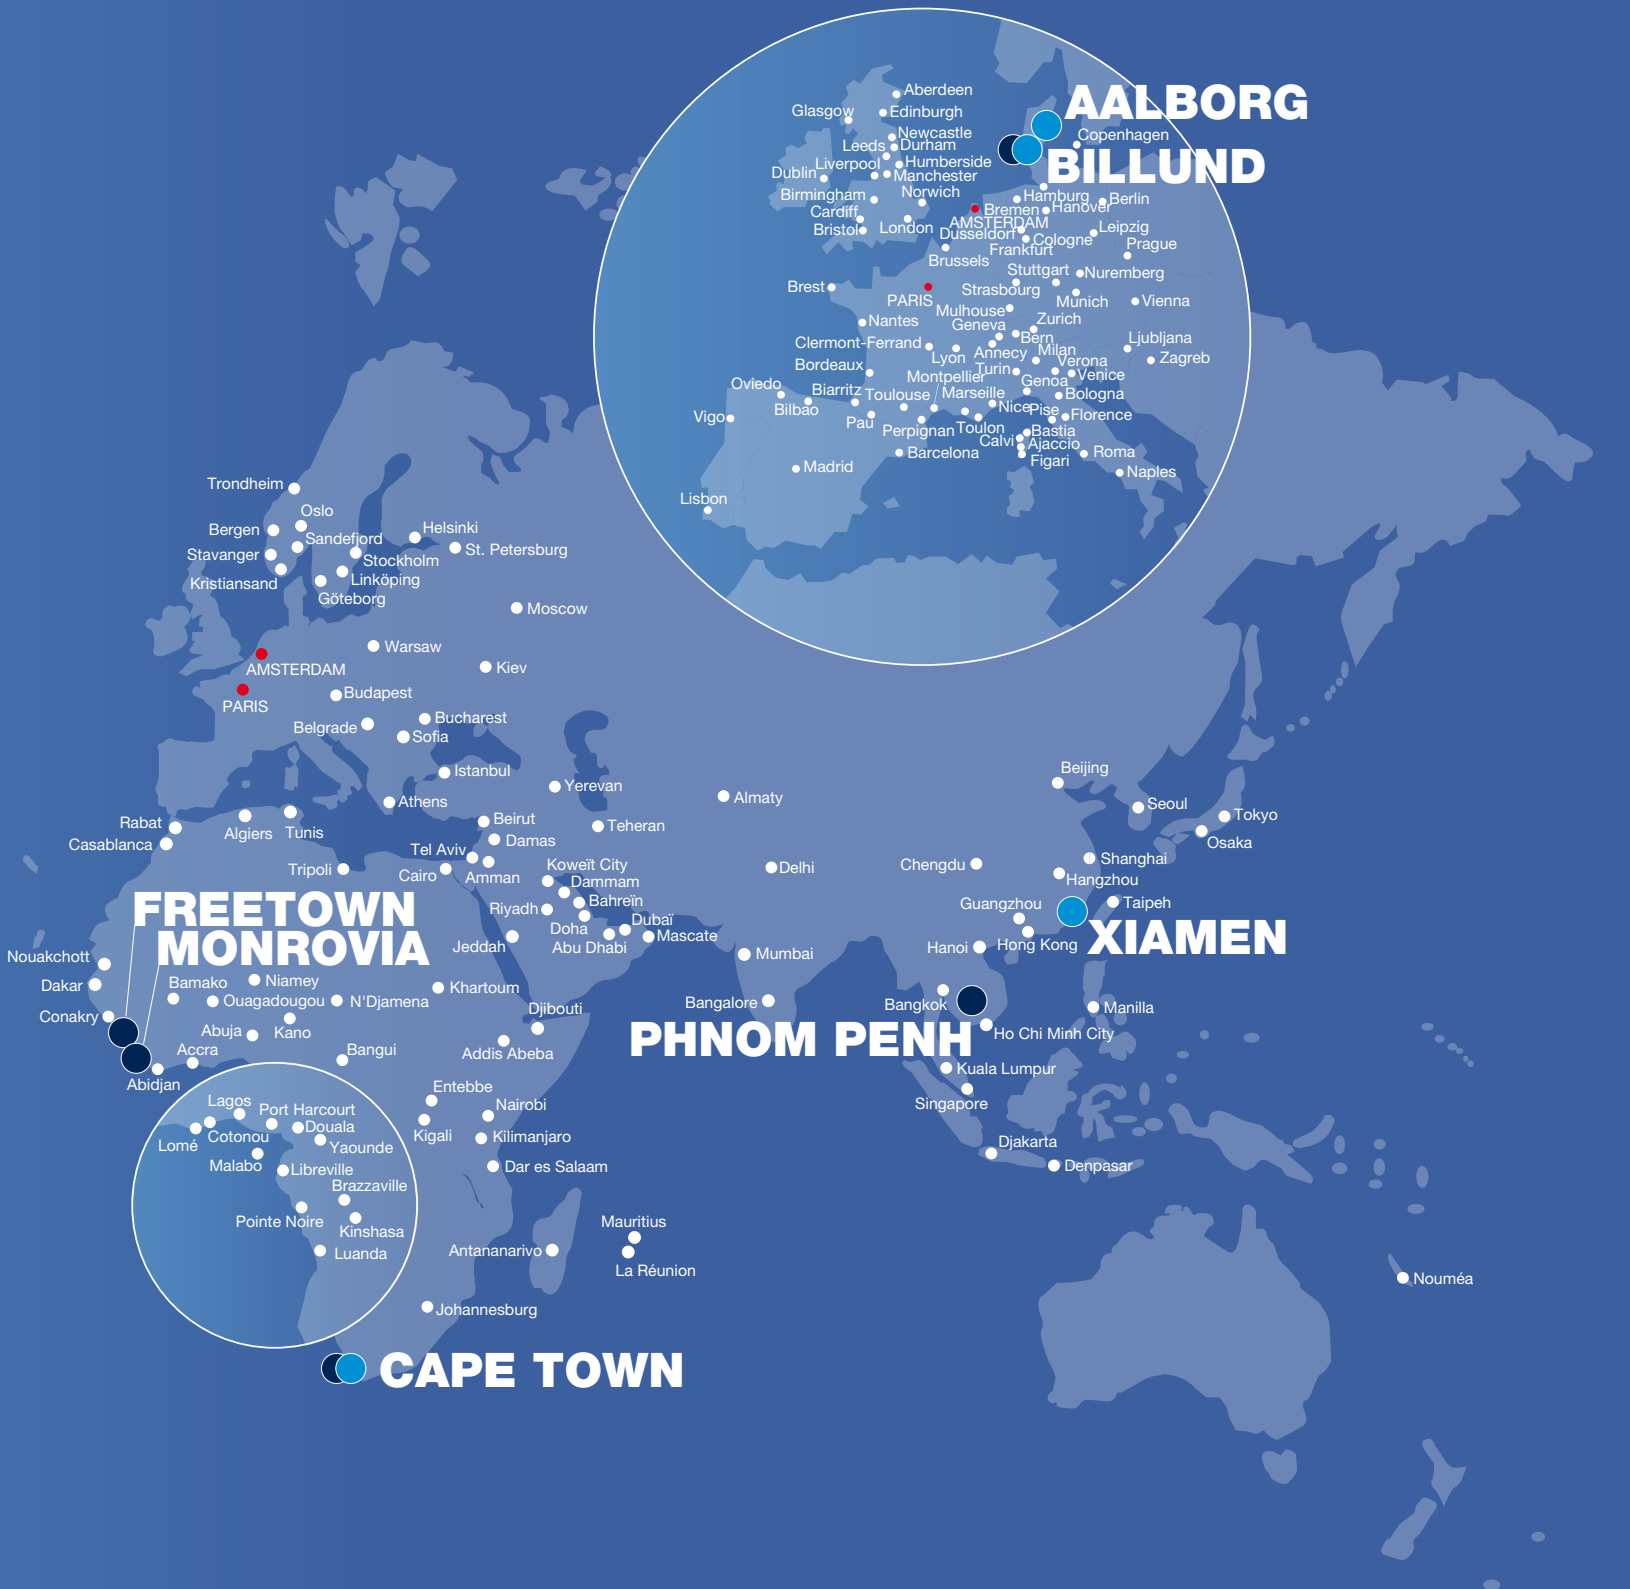 Aberdeen
Glasgow
Edinburgh
AALBORG
Newcastle
Copenhagen
Leeds
Durham
Liverpool
Humberside
BILLUND
Dublin
Manchester
Birmingham
Norwich
Hamburg
Berlin
Cardiff
Bremen
Hanover
Bristol
London
AMSTERDAM
Leipzig
Düsseldorf
Cologne
Prague
Brussels
Frankfurt
Stuttgart
Nuremberg
Brest
Strasbourg
PARIS
Munich
Vienna
Mulhouse
Nantes
Geneva
Zurich
Bern
Clermont-Ferrand
Lyon
Annecy
Milan
Ljubljana
Bordeaux
Turin
Verona
Zagreb
Venice
Oviedo
Biarritz
Montpellier
Genoa
Toulouse
Marseille
Bologna
Bilbao
Nice
Pise
Florence
Vigo
Pau
Perpignan
Toulon
Bastia
Calvi
Ajaccio
Barcelona
Figari
Roma
Madrid
Naples
Lisbon
Trondheim
Oslo
Bergen
Sandefjord
Helsinki
Stavanger
Stockholm
St. Petersburg
Kristiansand
Linköping
Göteborg
Moscow
Warsaw
AMSTERDAM
Kiev
PARIS
Budapest
Belgrade
Bucharest
Sofia
Istanbul
Yerevan
Beijing
Athens
Almaty
Seoul
Rabat
Algiers
Tunis
Beirut
Teheran
Tokyo
Casablanca
Damas
Osaka
Tel Aviv
Tripoli
Cairo
Amman
Koweït City
Delhi
Chengdu
Shanghai
Dammam
Hangzhou
FREETOWN
Riyadh
Bahreïn
Guangzhou
Taipeh
Doha
Dubaï
MONROVIA
Jeddah
Abu Dhabi
Mascate
Hanoi
Hong Kong
XIAMEN
Nouakchott
Mumbai
Dakar
Bamako
Niamey
Khartoum
Ouagadougou
N'Djamena
Bangalore
Bangkok
Manilla
Conakry
Abuja
Kano
Djibouti
PHNOM PENH
Ho Chi Minh City
Accra
Bangui
Addis Abeba
Kuala Lumpur
Abidjan
Entebbe
Singapore
Lagos
Port Harcourt
Nairobi
Lomé
Cotonou
Douala
Kigali
Kilimanjaro
Djakarta
Yaounde
Malabo
Libreville
Dar es Salaam
Denpasar
Brazzaville
Pointe Noire
Kinshasa
Mauritius
Luanda
Antananarivo
La Réunion
Nouméa
Johannesburg
CAPE TOWN